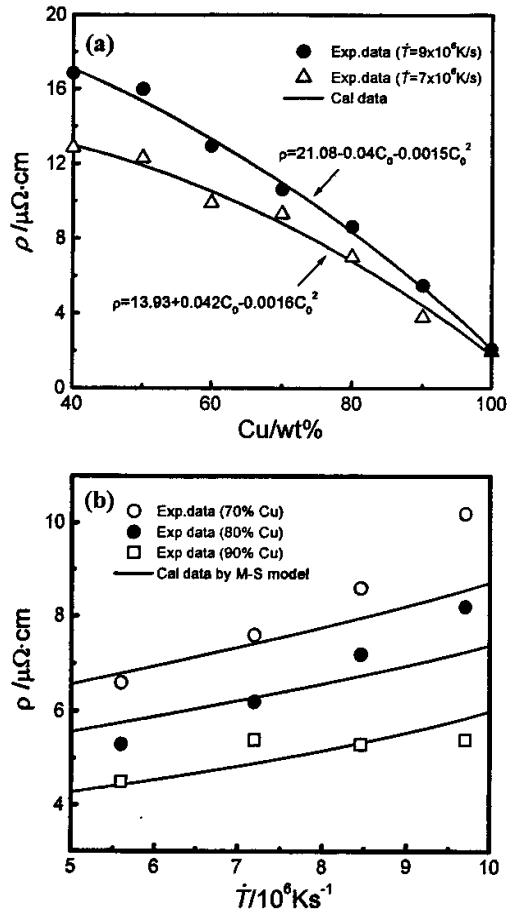 (a)
Exp.data (Ṫ=9x10⁶K/s)
Exp.data (Ṫ=7x10⁶K/s)
Cal data
ρ=21.08-0.04C₀-0.0015C₀²
ρ=13.93+0.042C₀-0.0016C₀²
ρ /μΩ·cm
20
16
12
8
4
0
40 50 60 70 80 90 100
Cu/wt%
(b)
Exp.data (70% Cu)
Exp data (80% Cu)
Exp data (90% Cu)
Cal data by M-S model
ρ /μΩ·cm
10
8
6
4
5 6 7 8 9 10
Ṫ/10⁶Ks⁻¹